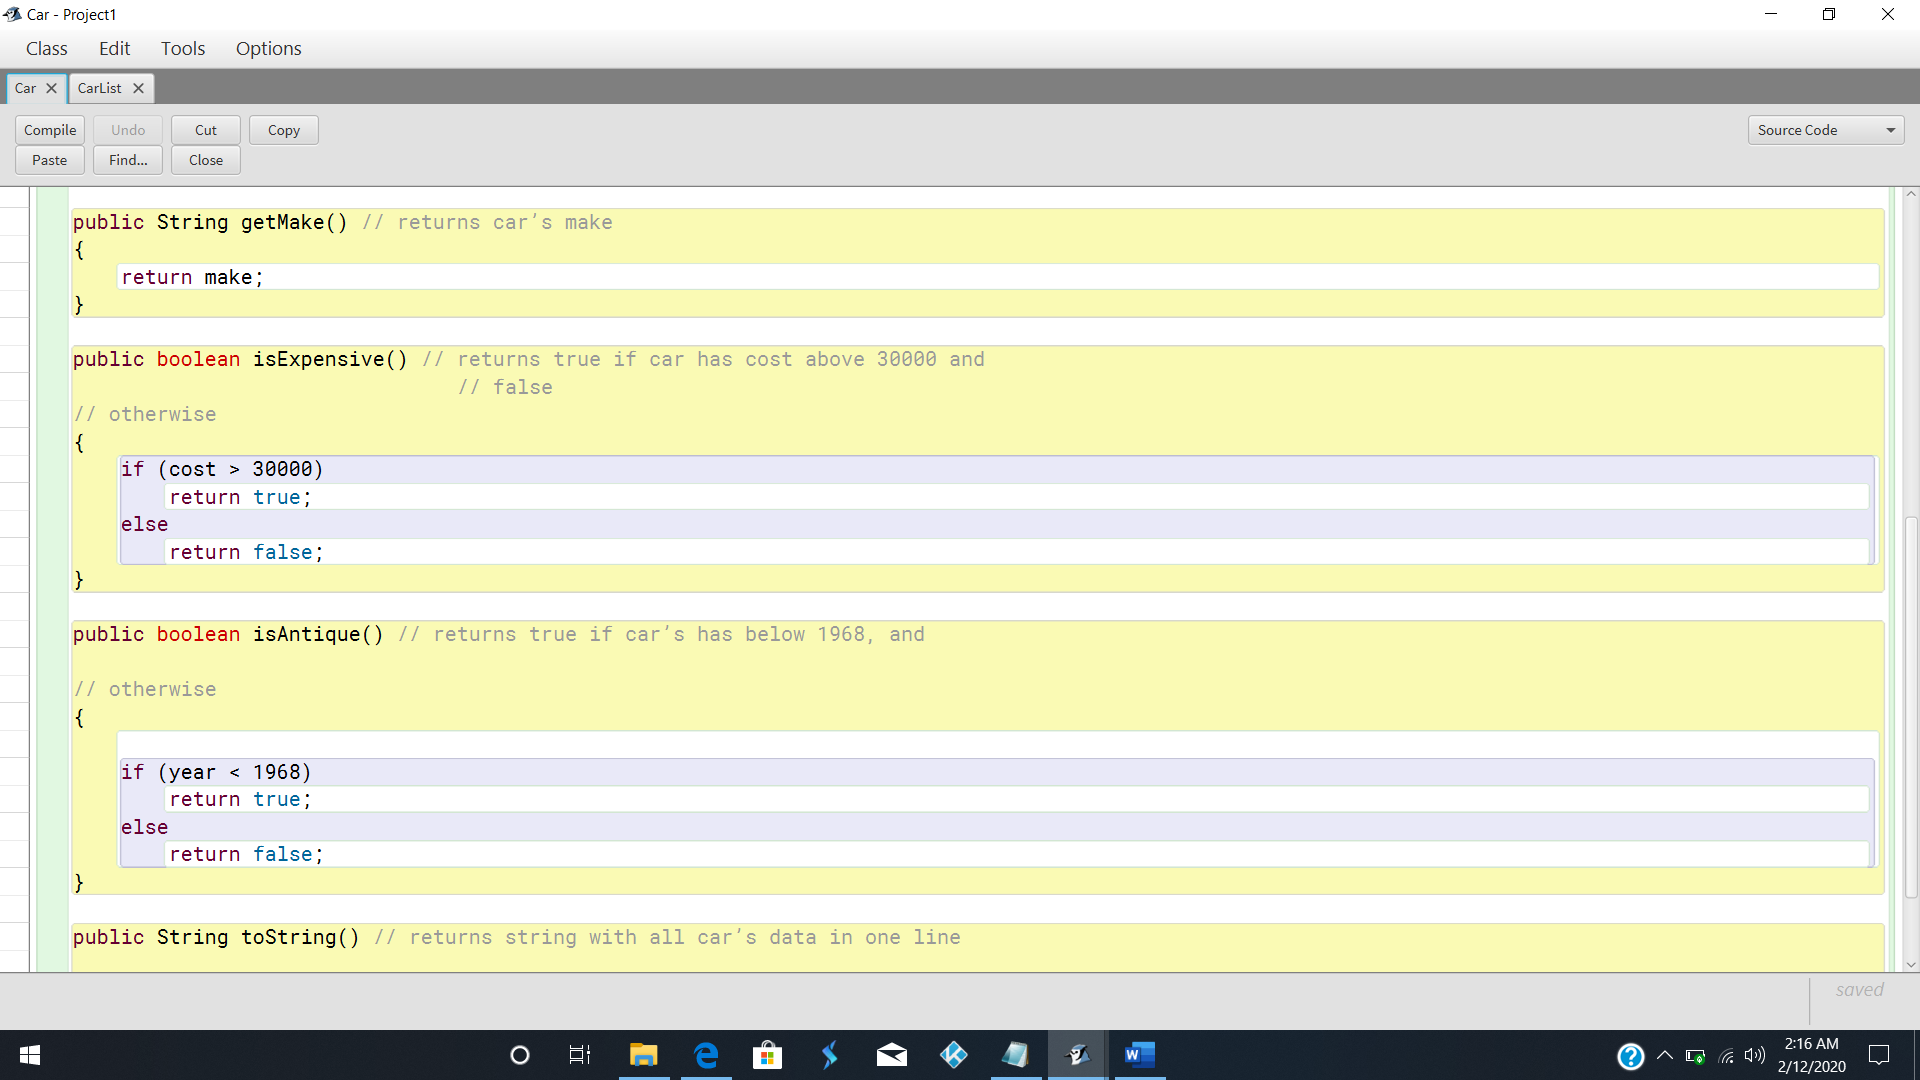 Car - Project1
Class Edit Tools Options
Car CarList
Compile Undo Cut Copy Source Code
Paste Find... Close
public String getMake() // returns car's make
{
return make;
}
public boolean isExpensive() // returns true if car has cost above 30000 and
// false
// otherwise
{
if (cost > 30000)
return true;
else
return false;
}
public boolean isAntique() // returns true if car's has below 1968, and
// otherwise
{
if (year < 1968)
return true;
else
return false;
}
public String toString() // returns string with all car's data in one line
saved
2:16 AM
2/12/2020